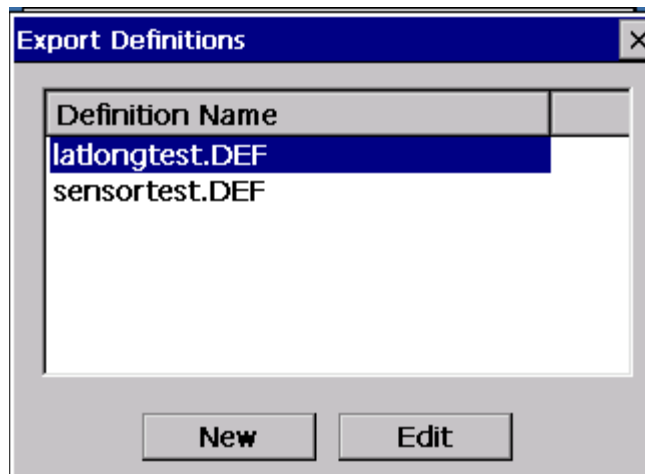 Export Definitions
Definition Name
latlongtest.DEF
sensortest.DEF
New Edit